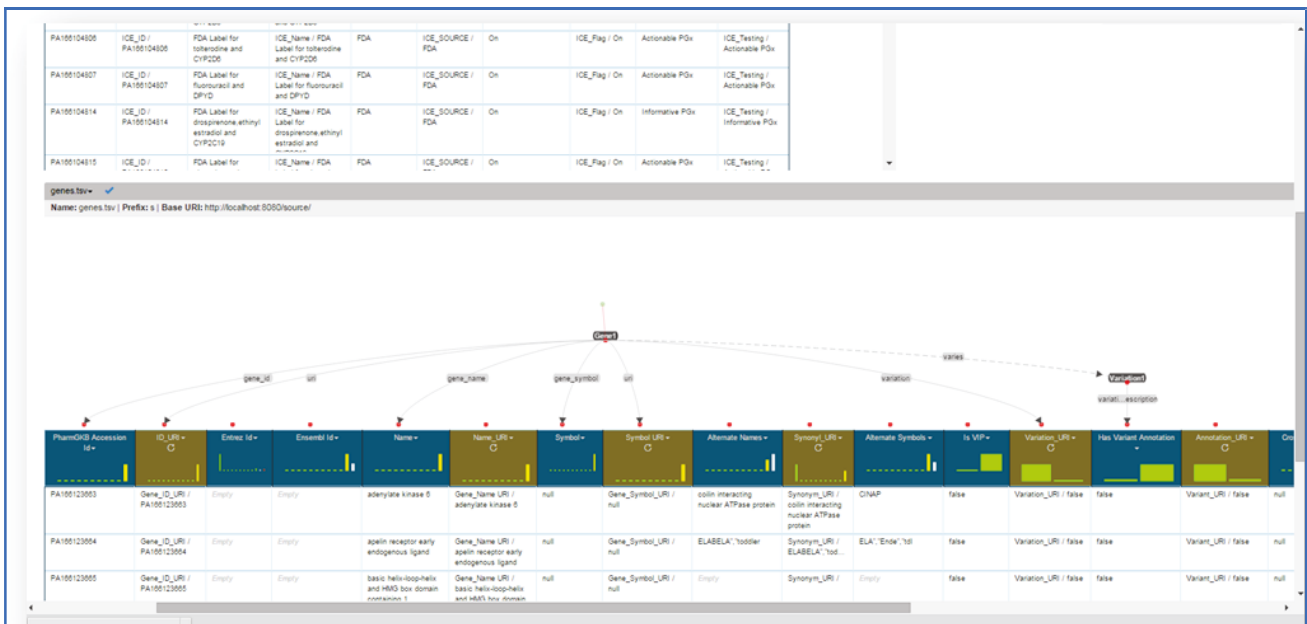 PA166104806 ICE_ID / FDA Label for ICE_Name / FDA FDA ICE_SOURCE / On ICE_Flag / On Actionable PGx ICE_Testing /
PA166104806 tolterodine and Label for tolterodine FDA Actionable PGx
CYP2D6 and CYP2D6
PA166104807 ICE_ID / FDA Label for ICE_Name / FDA FDA ICE_SOURCE / On ICE_Flag / On Actionable PGx ICE_Testing /
PA166104807 fluorouracil and Label for fluorouracil FDA Actionable PGx
DPYD and DPYD
PA166104814 ICE_ID / FDA Label for ICE_Name / FDA FDA ICE_SOURCE / On ICE_Flag / On Informative PGx ICE_Testing /
PA166104814 drospirenone,ethinyl Label for FDA Informative PGx
estradiol and drospirenone,ethinyl
CYP2C19 estradiol and
PA166104815 ICE_ID / FDA Label for ICE_Name / FDA FDA ICE_SOURCE / On ICE_Flag / On Actionable PGx ICE_Testing /
genes.tsv
Name: genes.tsv | Prefix: s | Base URI: http://localhost:8080/source/
Gene1
varies
gene_id uri gene_name gene_symbol uri variation Variation1
variati...escription
PharmGKB Accession ID_URI Entrez Id Ensembl Id Name Name_URI Symbol Symbol URI Alternate Names Synonyl_URI Alternate Symbols Is VIP Variation_URI Has Variant Annotation Annotation_URI Cro
Id
PA166123663 Gene_ID_URI / Empty Empty adenylate kinase 6 Gene_Name URI / null Gene_Symbol_URI / coilin interacting Synonym_URI / CINAP false Variation_URI / false false Variant_URI / false null
PA166123663 adenylate kinase 6 null nuclear ATPase protein coilin interacting
nuclear ATPase
protein
PA166123664 Gene_ID_URI / Empty Empty apelin receptor early Gene_Name URI / null Gene_Symbol_URI / ELABELA","toddler Synonym_URI / ELA","Ende","tdl false Variation_URI / false false Variant_URI / false null
PA166123664 endogenous ligand apelin receptor early null ELABELA","tod...
endogenous ligand
PA166123665 Gene_ID_URI / Empty Empty basic helix-loop-helix Gene_Name URI / null Gene_Symbol_URI / Empty Synonym_URI / Empty false Variation_URI / false false Variant_URI / false null
PA166123665 and HMG box domain basic helix-loop-helix null
containing 1 and HMG box domain